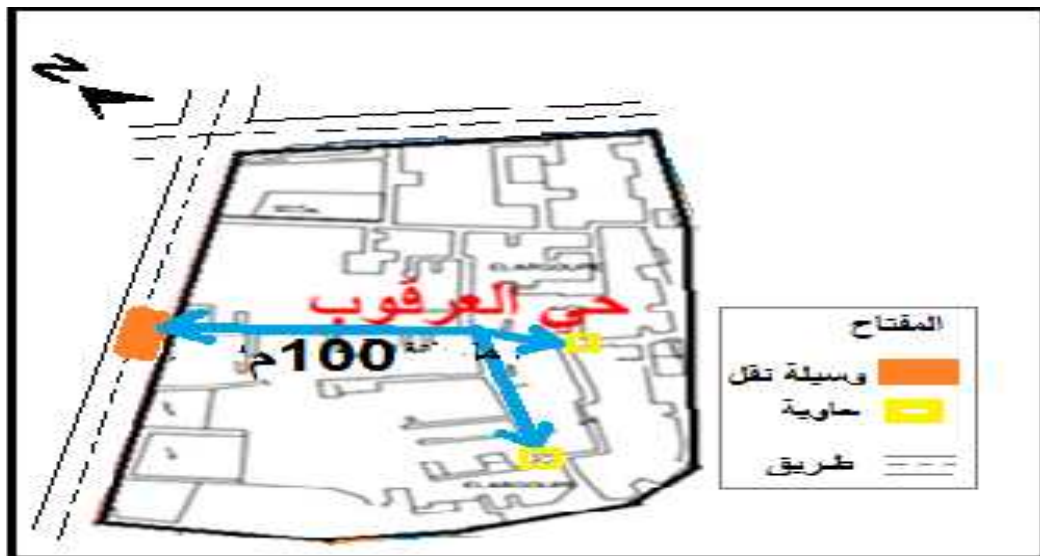 N
حي العرقوب
100م
المفتاح
وسيلة نقل
حاوية
طريق